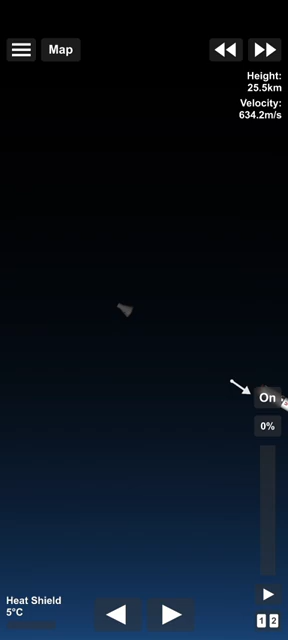 Map
Height:
25.5km
Velocity:
634.2m/s
On
0%
Heat Shield
5°C
1 2